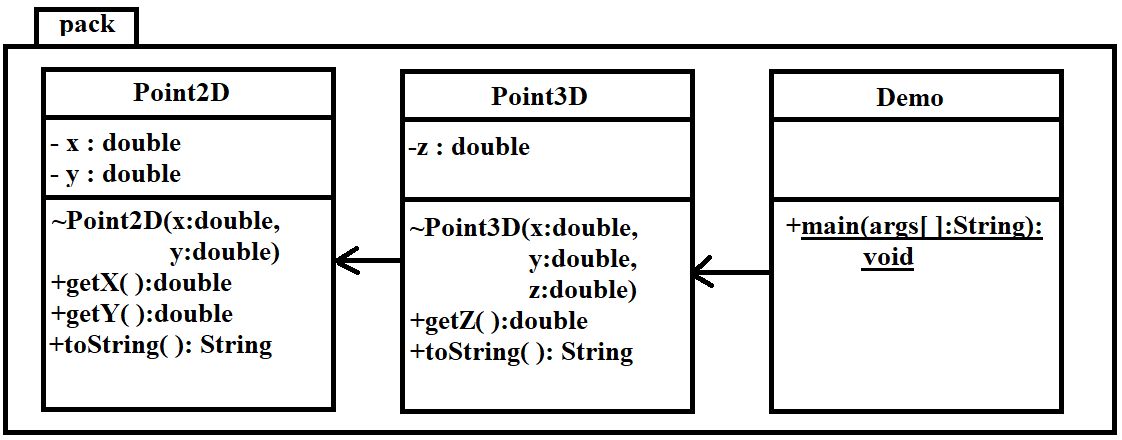 pack
Point2D
- x : double
- y : double
~Point2D(x:double,
y:double)
+getX( ):double
+getY( ):double
+toString( ): String
Point3D
-z : double
~Point3D(x:double,
y:double,
z:double)
+getZ( ):double
+toString( ): String
Demo
+main(args[ ]:String):
void